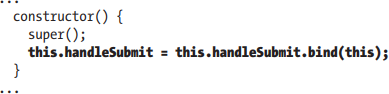 ...
constructor() {
super();
this.handleSubmit = this.handleSubmit.bind(this);
}
...